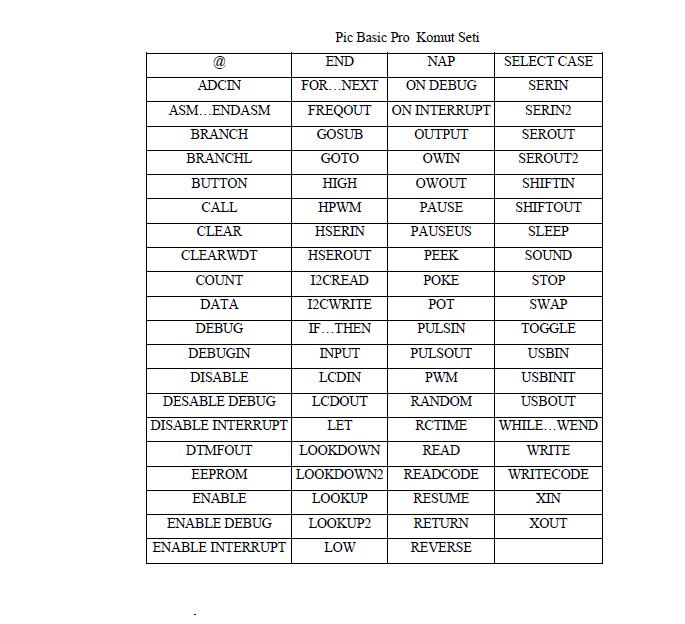 Pic Basic Pro Komut Seti
@ END NAP SELECT CASE
ADCIN FOR…NEXT ON DEBUG SERIN
ASM…ENDASM FREQOUT ON INTERRUPT SERIN2
BRANCH GOSUB OUTPUT SEROUT
BRANCHL GOTO OWIN SEROUT2
BUTTON HIGH OWOUT SHIFTIN
CALL HPWM PAUSE SHIFTOUT
CLEAR HSERIN PAUSEUS SLEEP
CLEARWDT HSEROUT PEEK SOUND
COUNT I2CREAD POKE STOP
DATA I2CWRITE POT SWAP
DEBUG IF…THEN PULSIN TOGGLE
DEBUGIN INPUT PULSOUT USBIN
DISABLE LCDIN PWM USBINIT
DESABLE DEBUG LCDOUT RANDOM USBOUT
DISABLE INTERRUPT LET RCTIME WHILE…WEND
DTMFOUT LOOKDOWN READ WRITE
EEPROM LOOKDOWN2 READCODE WRITECODE
ENABLE LOOKUP RESUME XIN
ENABLE DEBUG LOOKUP2 RETURN XOUT
ENABLE INTERRUPT LOW REVERSE